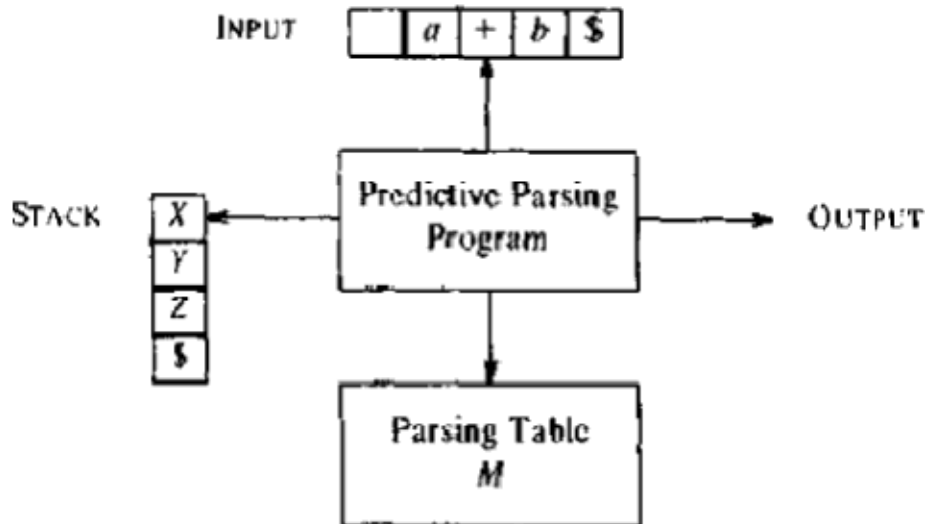 INPUT a + b $
Predictive Parsing
Program
STACK X
Y
Z
$
OUTPUT
Parsing Table
M